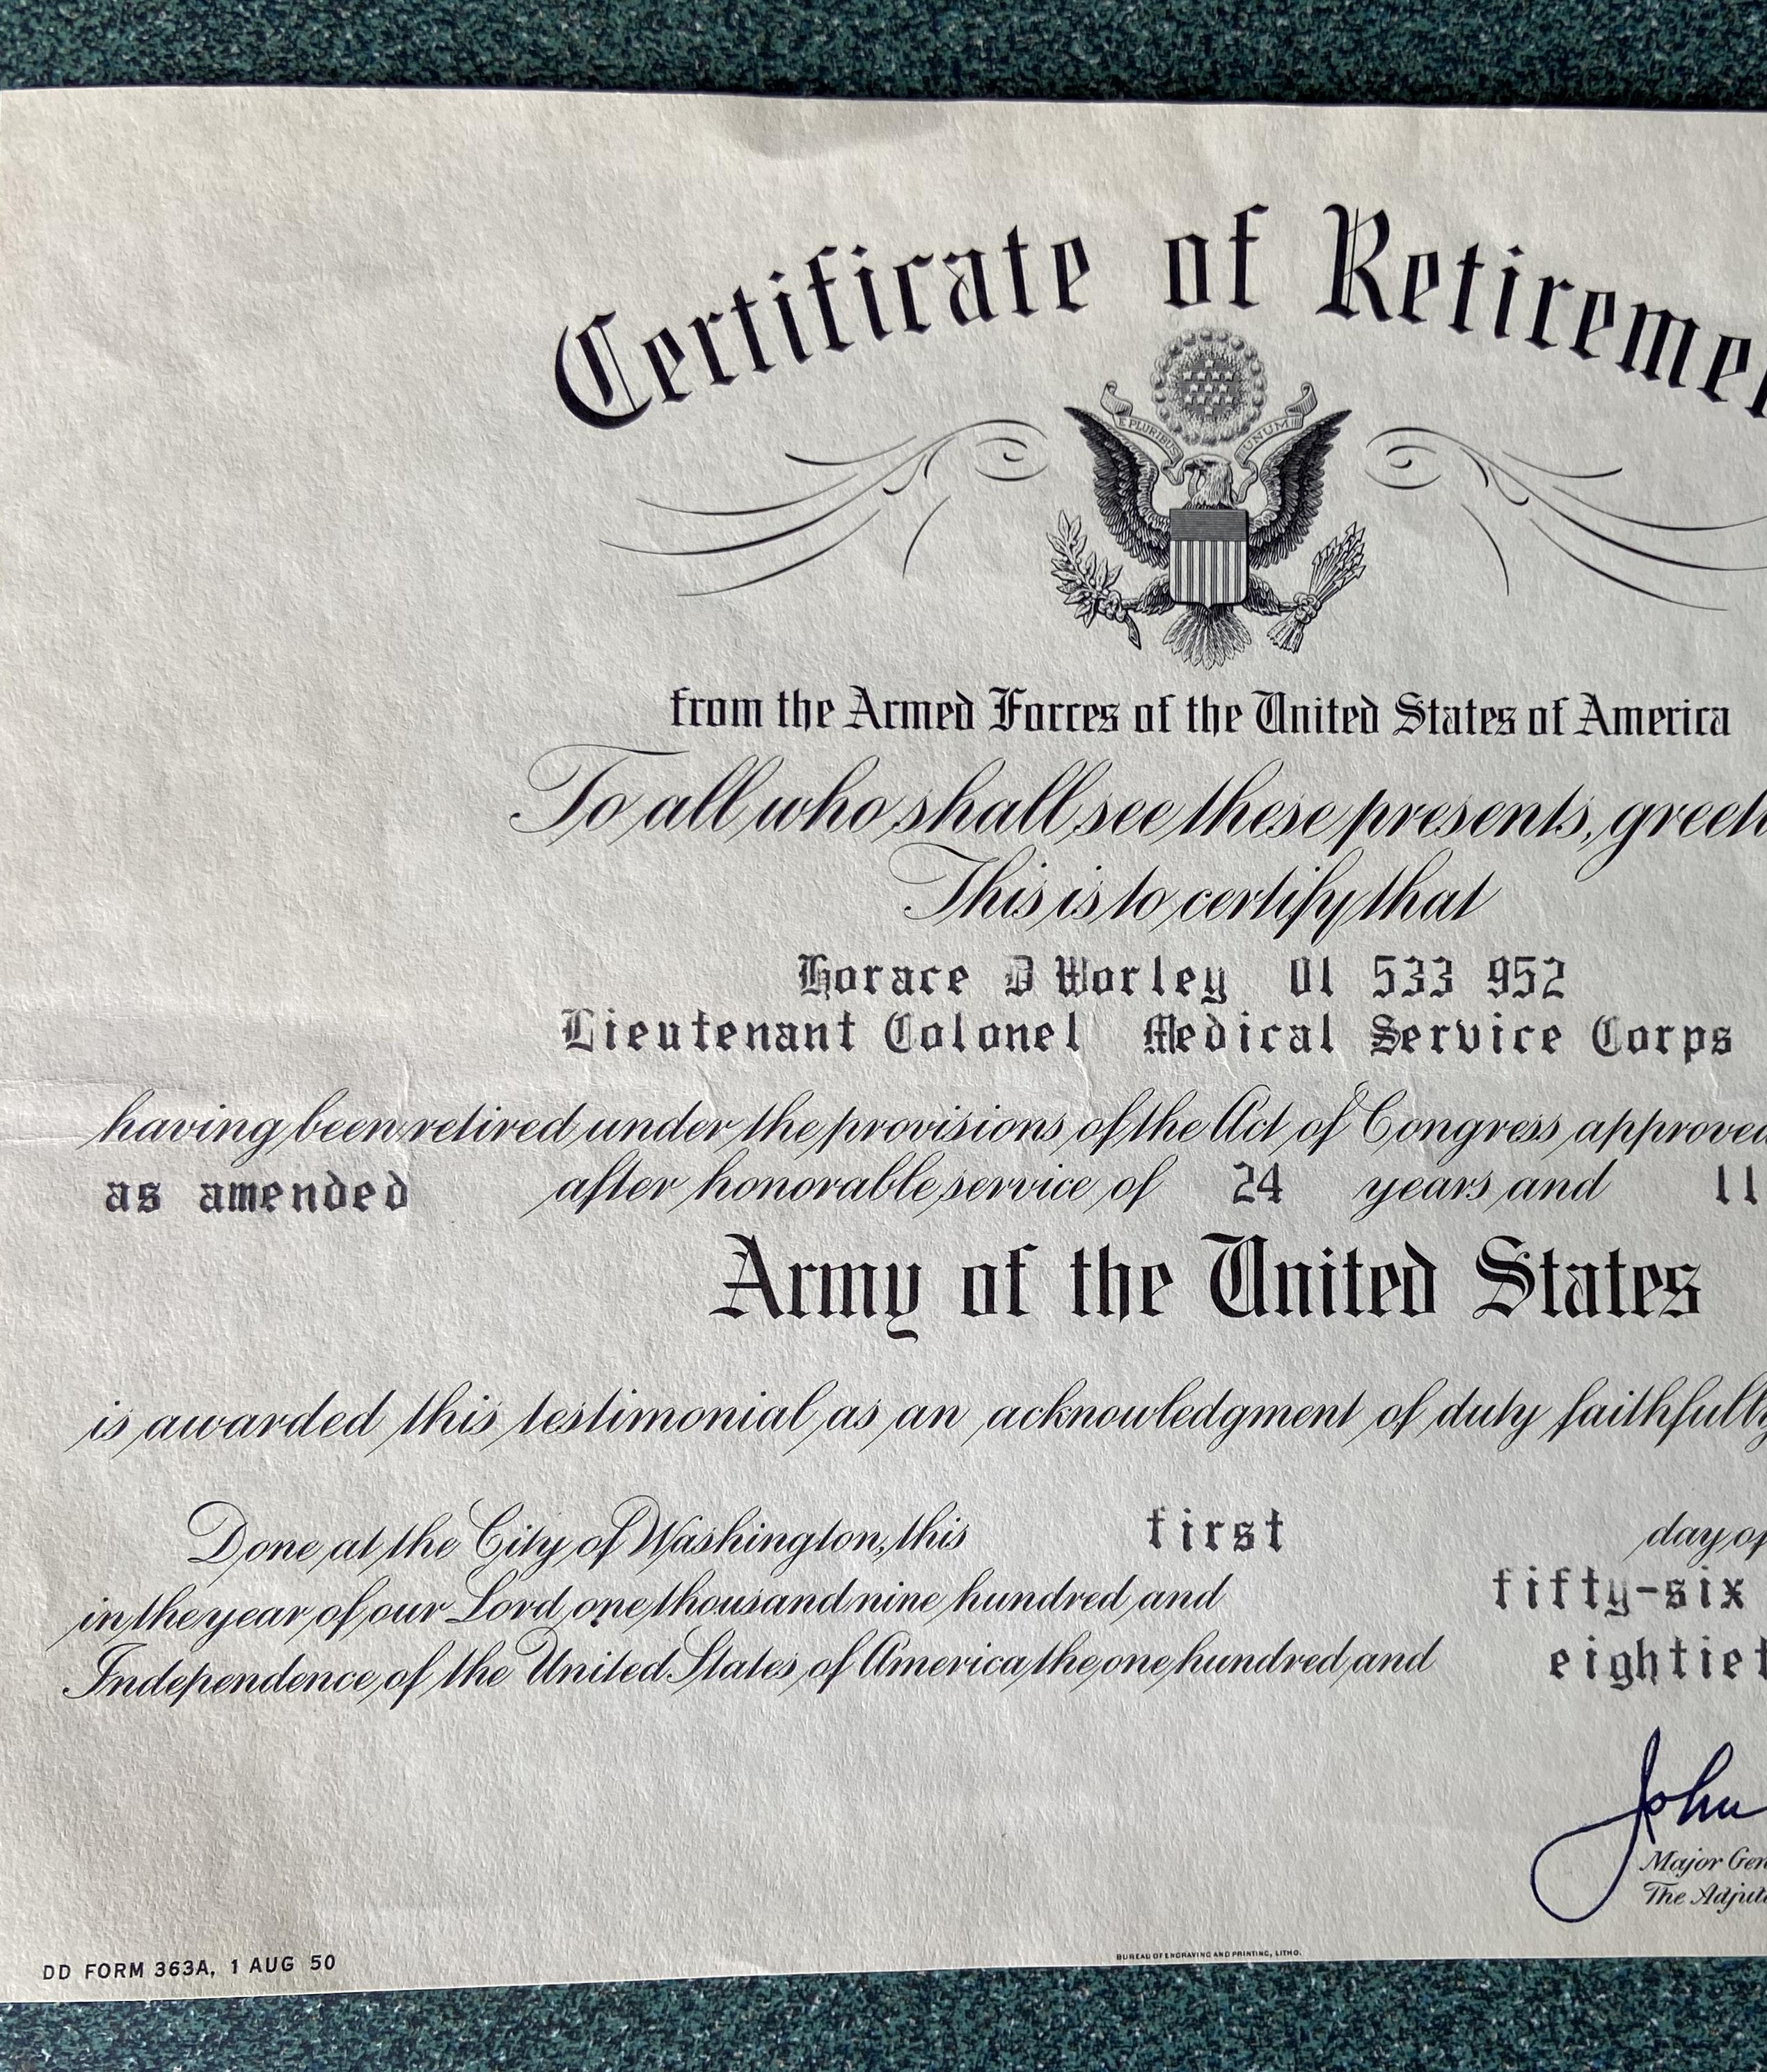 Certificate of Retiremen
E PLURIBUS UNUM
from the Armed Forces of the United States of America
To all who shall see these presents, greeti
This is to certify that
Horace D Worley 01 533 952
Lieutenant Colonel Medical Service Corps
having been retired under the provisions of the Act of Congress approved
as amended after honorable service of 24 years and 11
Army of the United States
is awarded this testimonial as an acknowledgment of duty faithfully
Done at the City of Washington, this first day of
in the year of our Lord one thousand nine hundred and fifty-six
Independence of the United States of America the one hundred and eightiet
John
Major Gen
The Adjuta
DD FORM 363A, 1 AUG 50
BUREAU OF ENGRAVING AND PRINTING, LITHO.